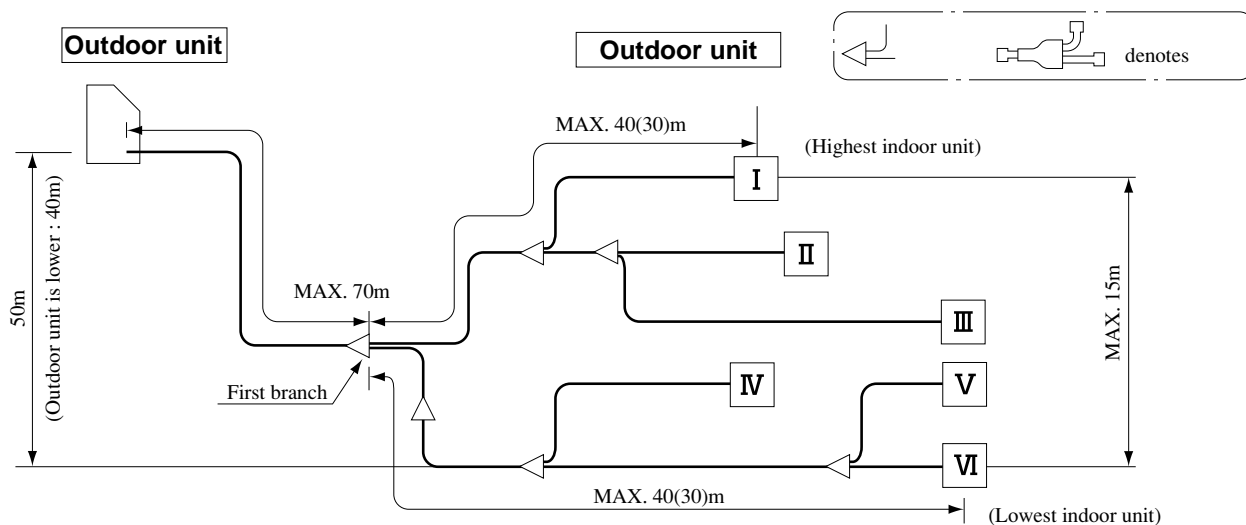 Outdoor unit
Outdoor unit
denotes
MAX. 40(30)m
(Highest indoor unit)
I
II
MAX. 70m
50m
(Outdoor unit is lower : 40m)
III
MAX. 15m
First branch
IV
V
VI
MAX. 40(30)m
(Lowest indoor unit)